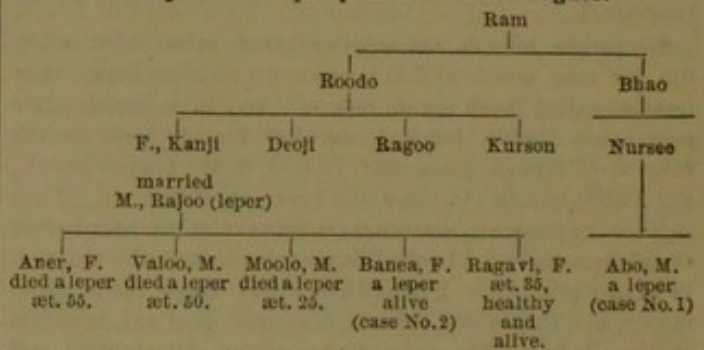 Ram
Roodo Bhao
F., Kanji Deoji Ragoo Kurson Nursee
married
M., Rajoo (leper)
Aner, F. Valoo, M. Moolo, M. Banea, F. Ragavi, F. Abo, M.
died a leper died a leper died a leper a leper æt. 35, a leper
æt. 55. æt. 50. æt. 25. alive healthy (case No. 1)
(case No. 2) and
alive.